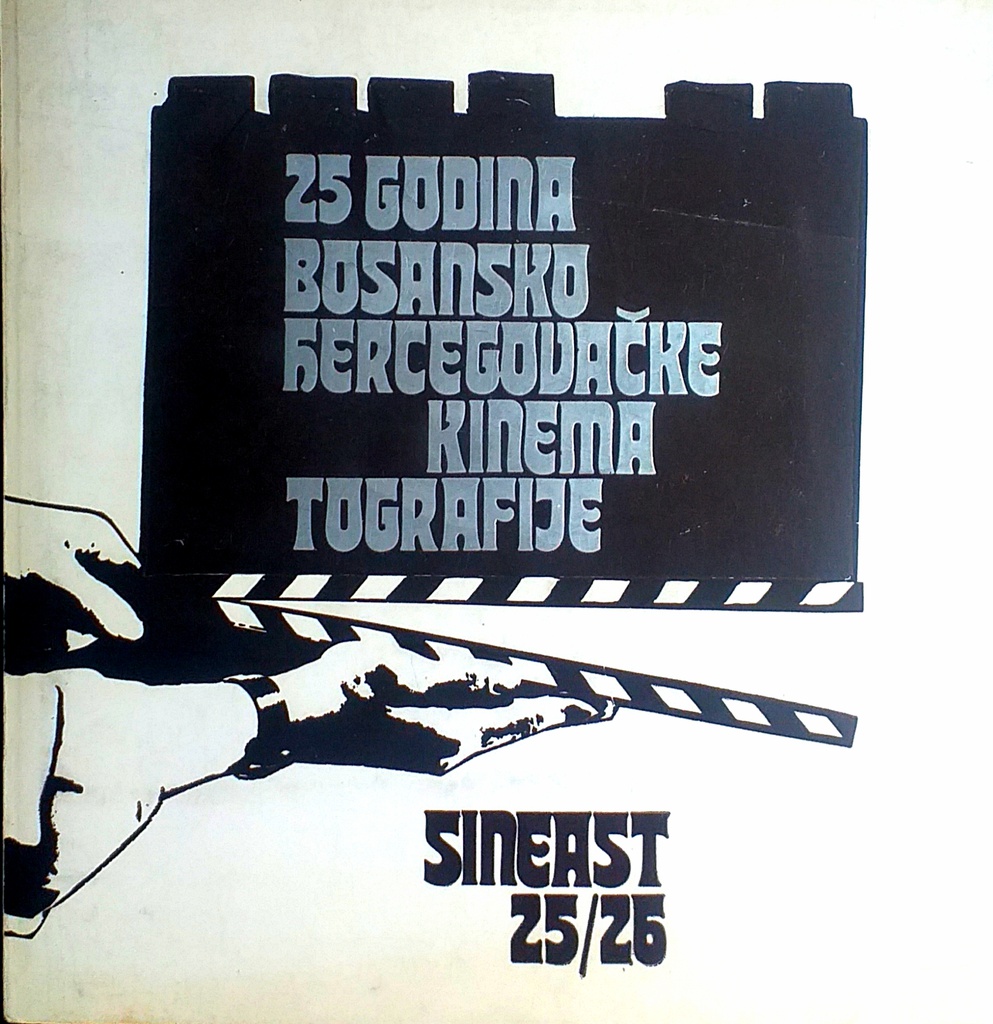 25 GODINA
BOSANSKO
HERCEGOVAČKE
KINEMA
TOGRAFIJE
SINEAST
25/26